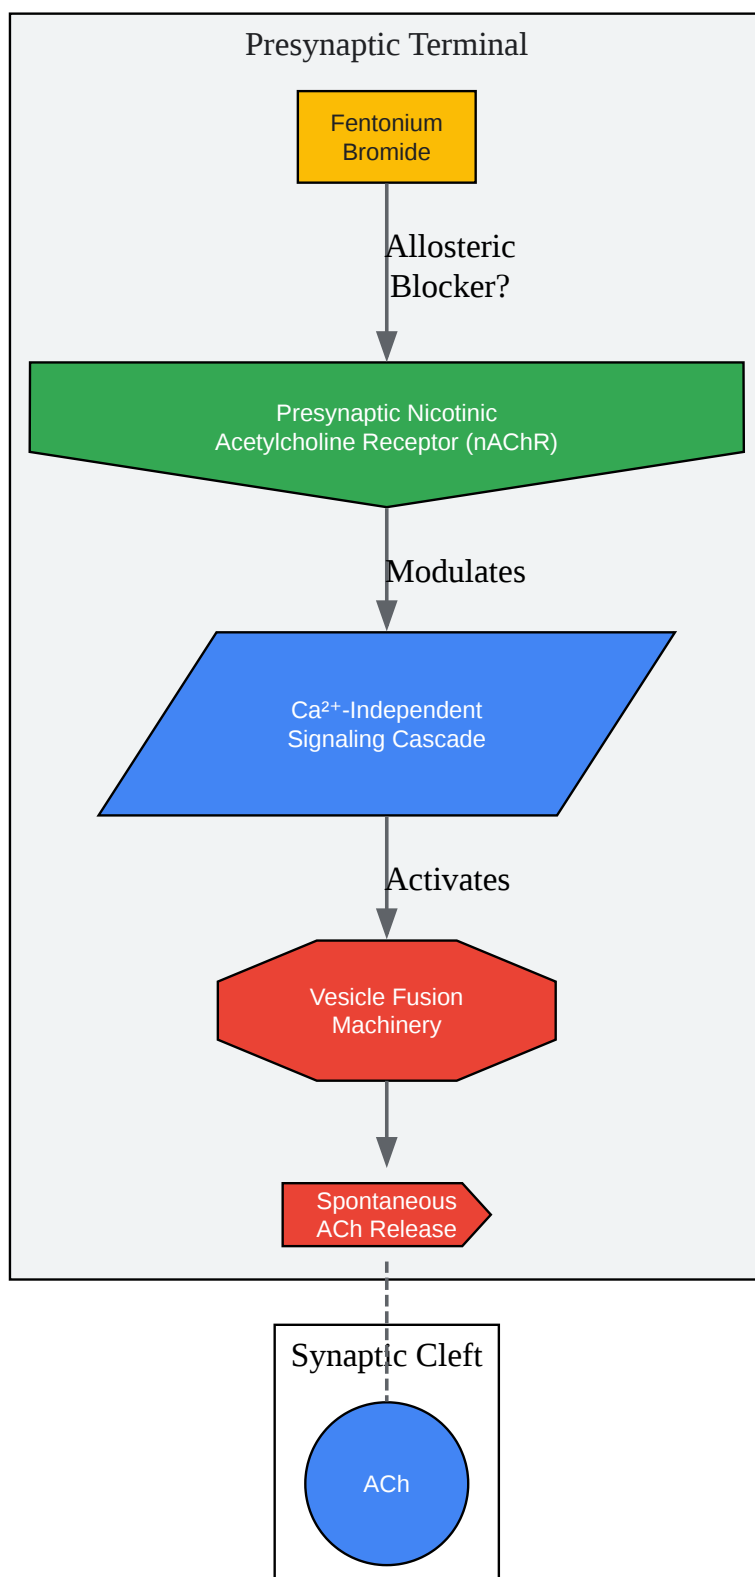 Presynaptic Terminal
Fentonium
Bromide
Allosteric
Blocker?
Presynaptic Nicotinic
Acetylcholine Receptor (nAChR)
Modulates
Ca²⁺-Independent
Signaling Cascade
Activates
Vesicle Fusion
Machinery
Spontaneous
ACh Release
Synaptic Cleft
ACh